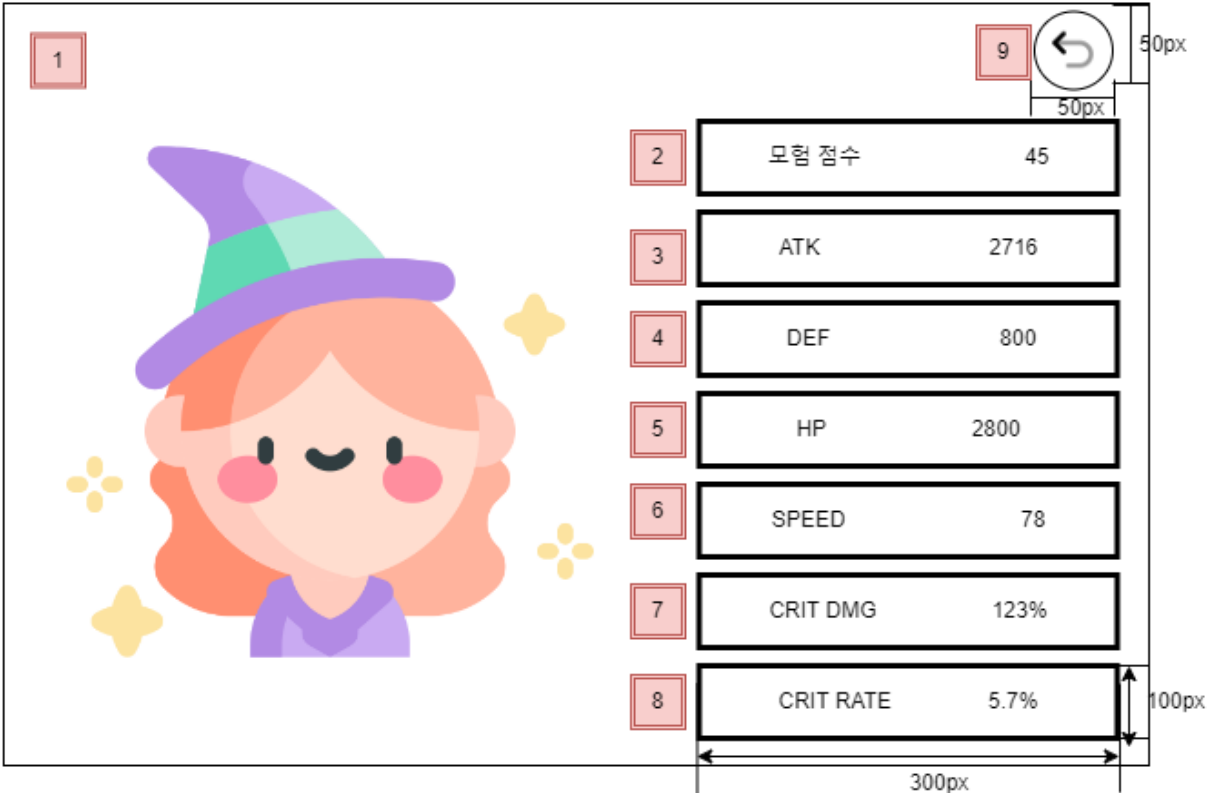 1
9
50px
50px
2 모험 점수 45
3 ATK 2716
4 DEF 800
5 HP 2800
6 SPEED 78
7 CRIT DMG 123%
8 CRIT RATE 5.7%
100px
300px